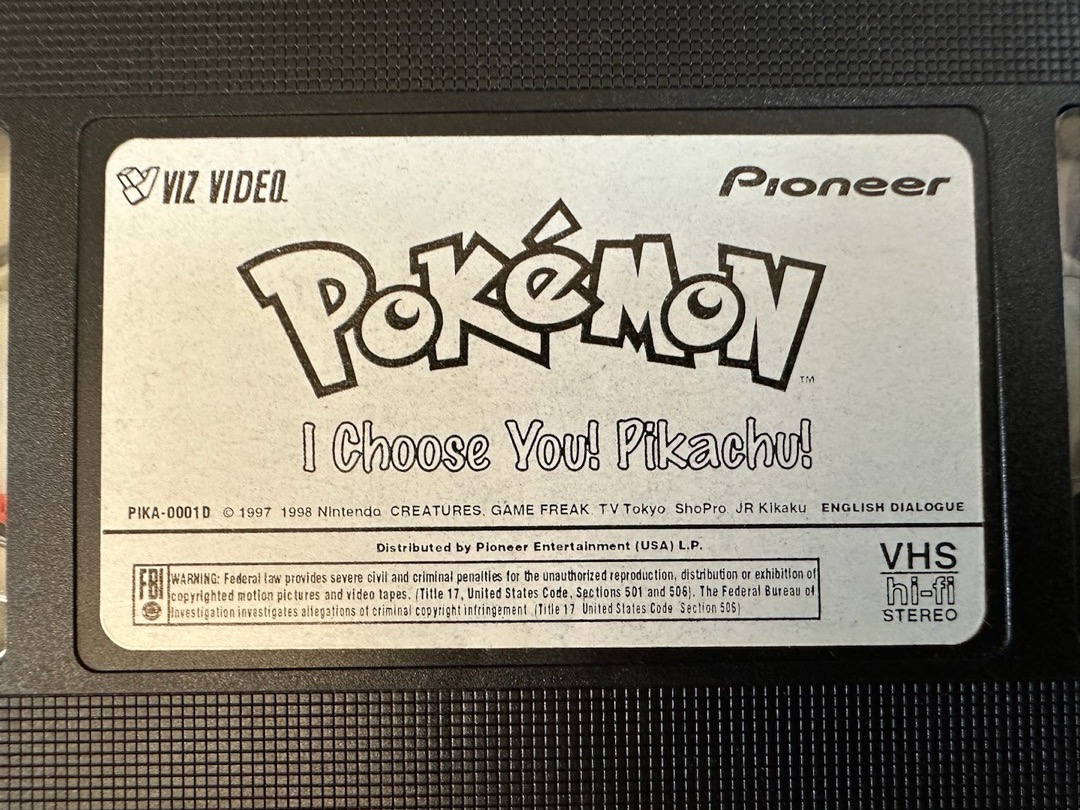 VIZ VIDEO
Pioneer
POKéMON
TM
I Choose You! Pikachu!
PIKA-0001D © 1997 1998 Nintendo, CREATURES, GAME FREAK, TV Tokyo, ShoPro, JR Kikaku ENGLISH DIALOGUE
Distributed by Pioneer Entertainment (USA) L.P.
FBI
WARNING: Federal law provides severe civil and criminal penalties for the unauthorized reproduction, distribution or exhibition of
copyrighted motion pictures and video tapes. (Title 17, United States Code, Sections 501 and 506). The Federal Bureau of
Investigation investigates allegations of criminal copyright infringement (Title 17 United States Code Section 506)
VHS
hi-fi
STEREO